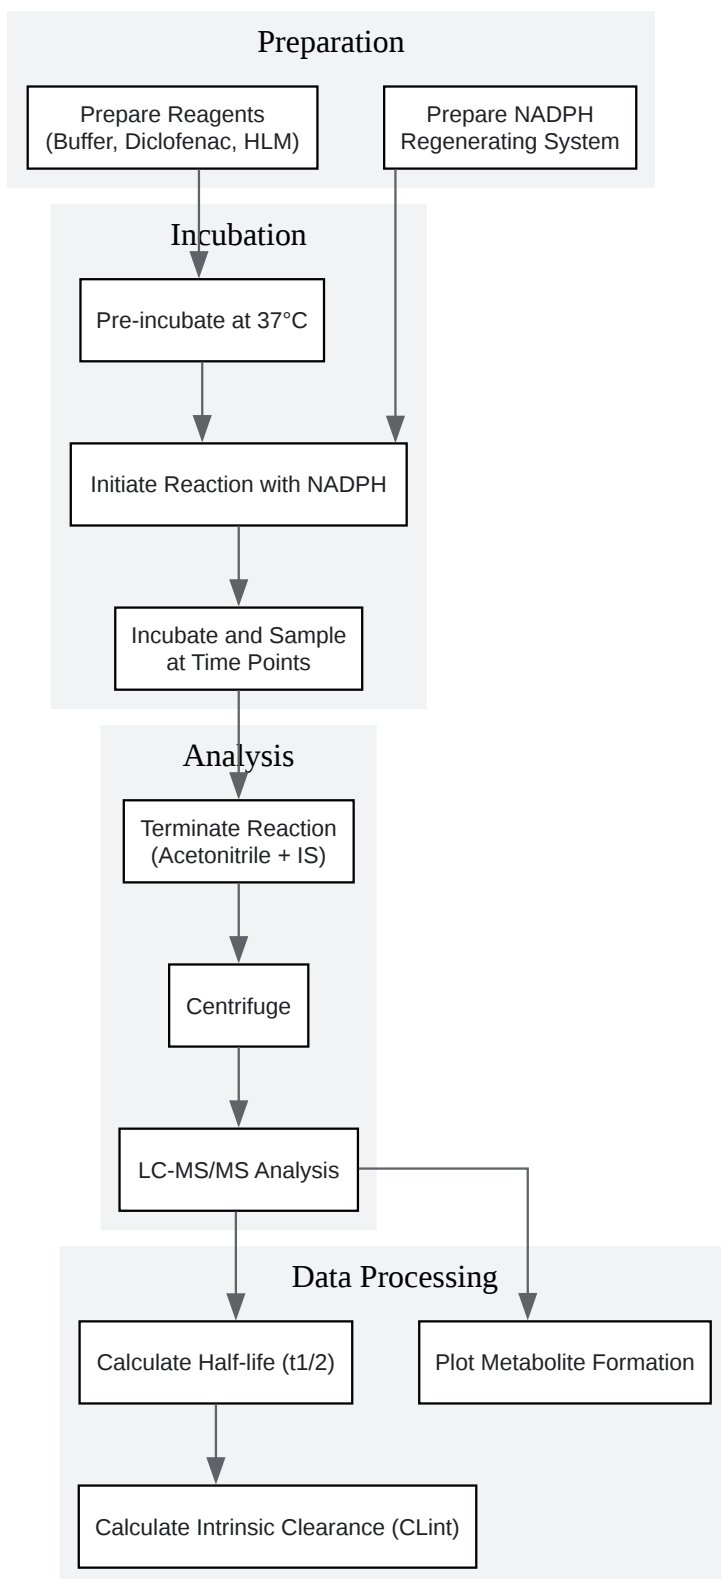 Preparation
Prepare Reagents
(Buffer, Diclofenac, HLM)
Prepare NADPH
Regenerating System
Incubation
Pre-incubate at 37°C
Initiate Reaction with NADPH
Incubate and Sample
at Time Points
Analysis
Terminate Reaction
(Acetonitrile + IS)
Centrifuge
LC-MS/MS Analysis
Data Processing
Calculate Half-life (t1/2)
Plot Metabolite Formation
Calculate Intrinsic Clearance (CLint)